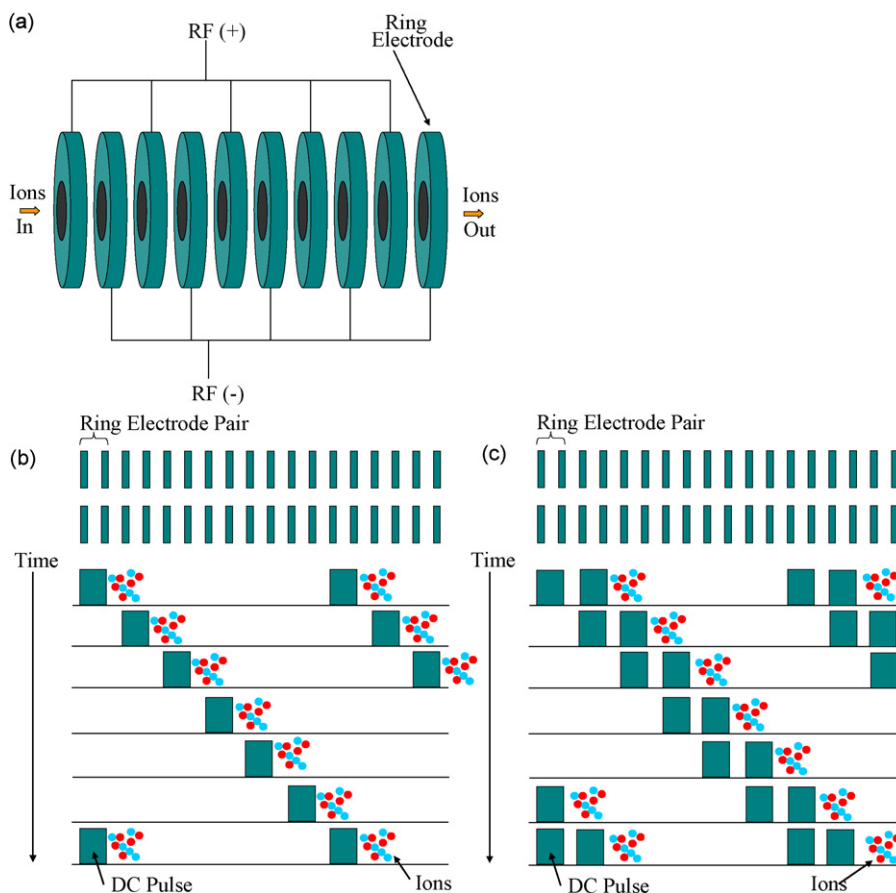 (a)
RF (+)
Ring
Electrode
Ions
In
Ions
Out
RF (-)
Ring Electrode Pair
(b)
Time
DC Pulse
Ions
Ring Electrode Pair
(c)
Time
DC Pulse
Ions